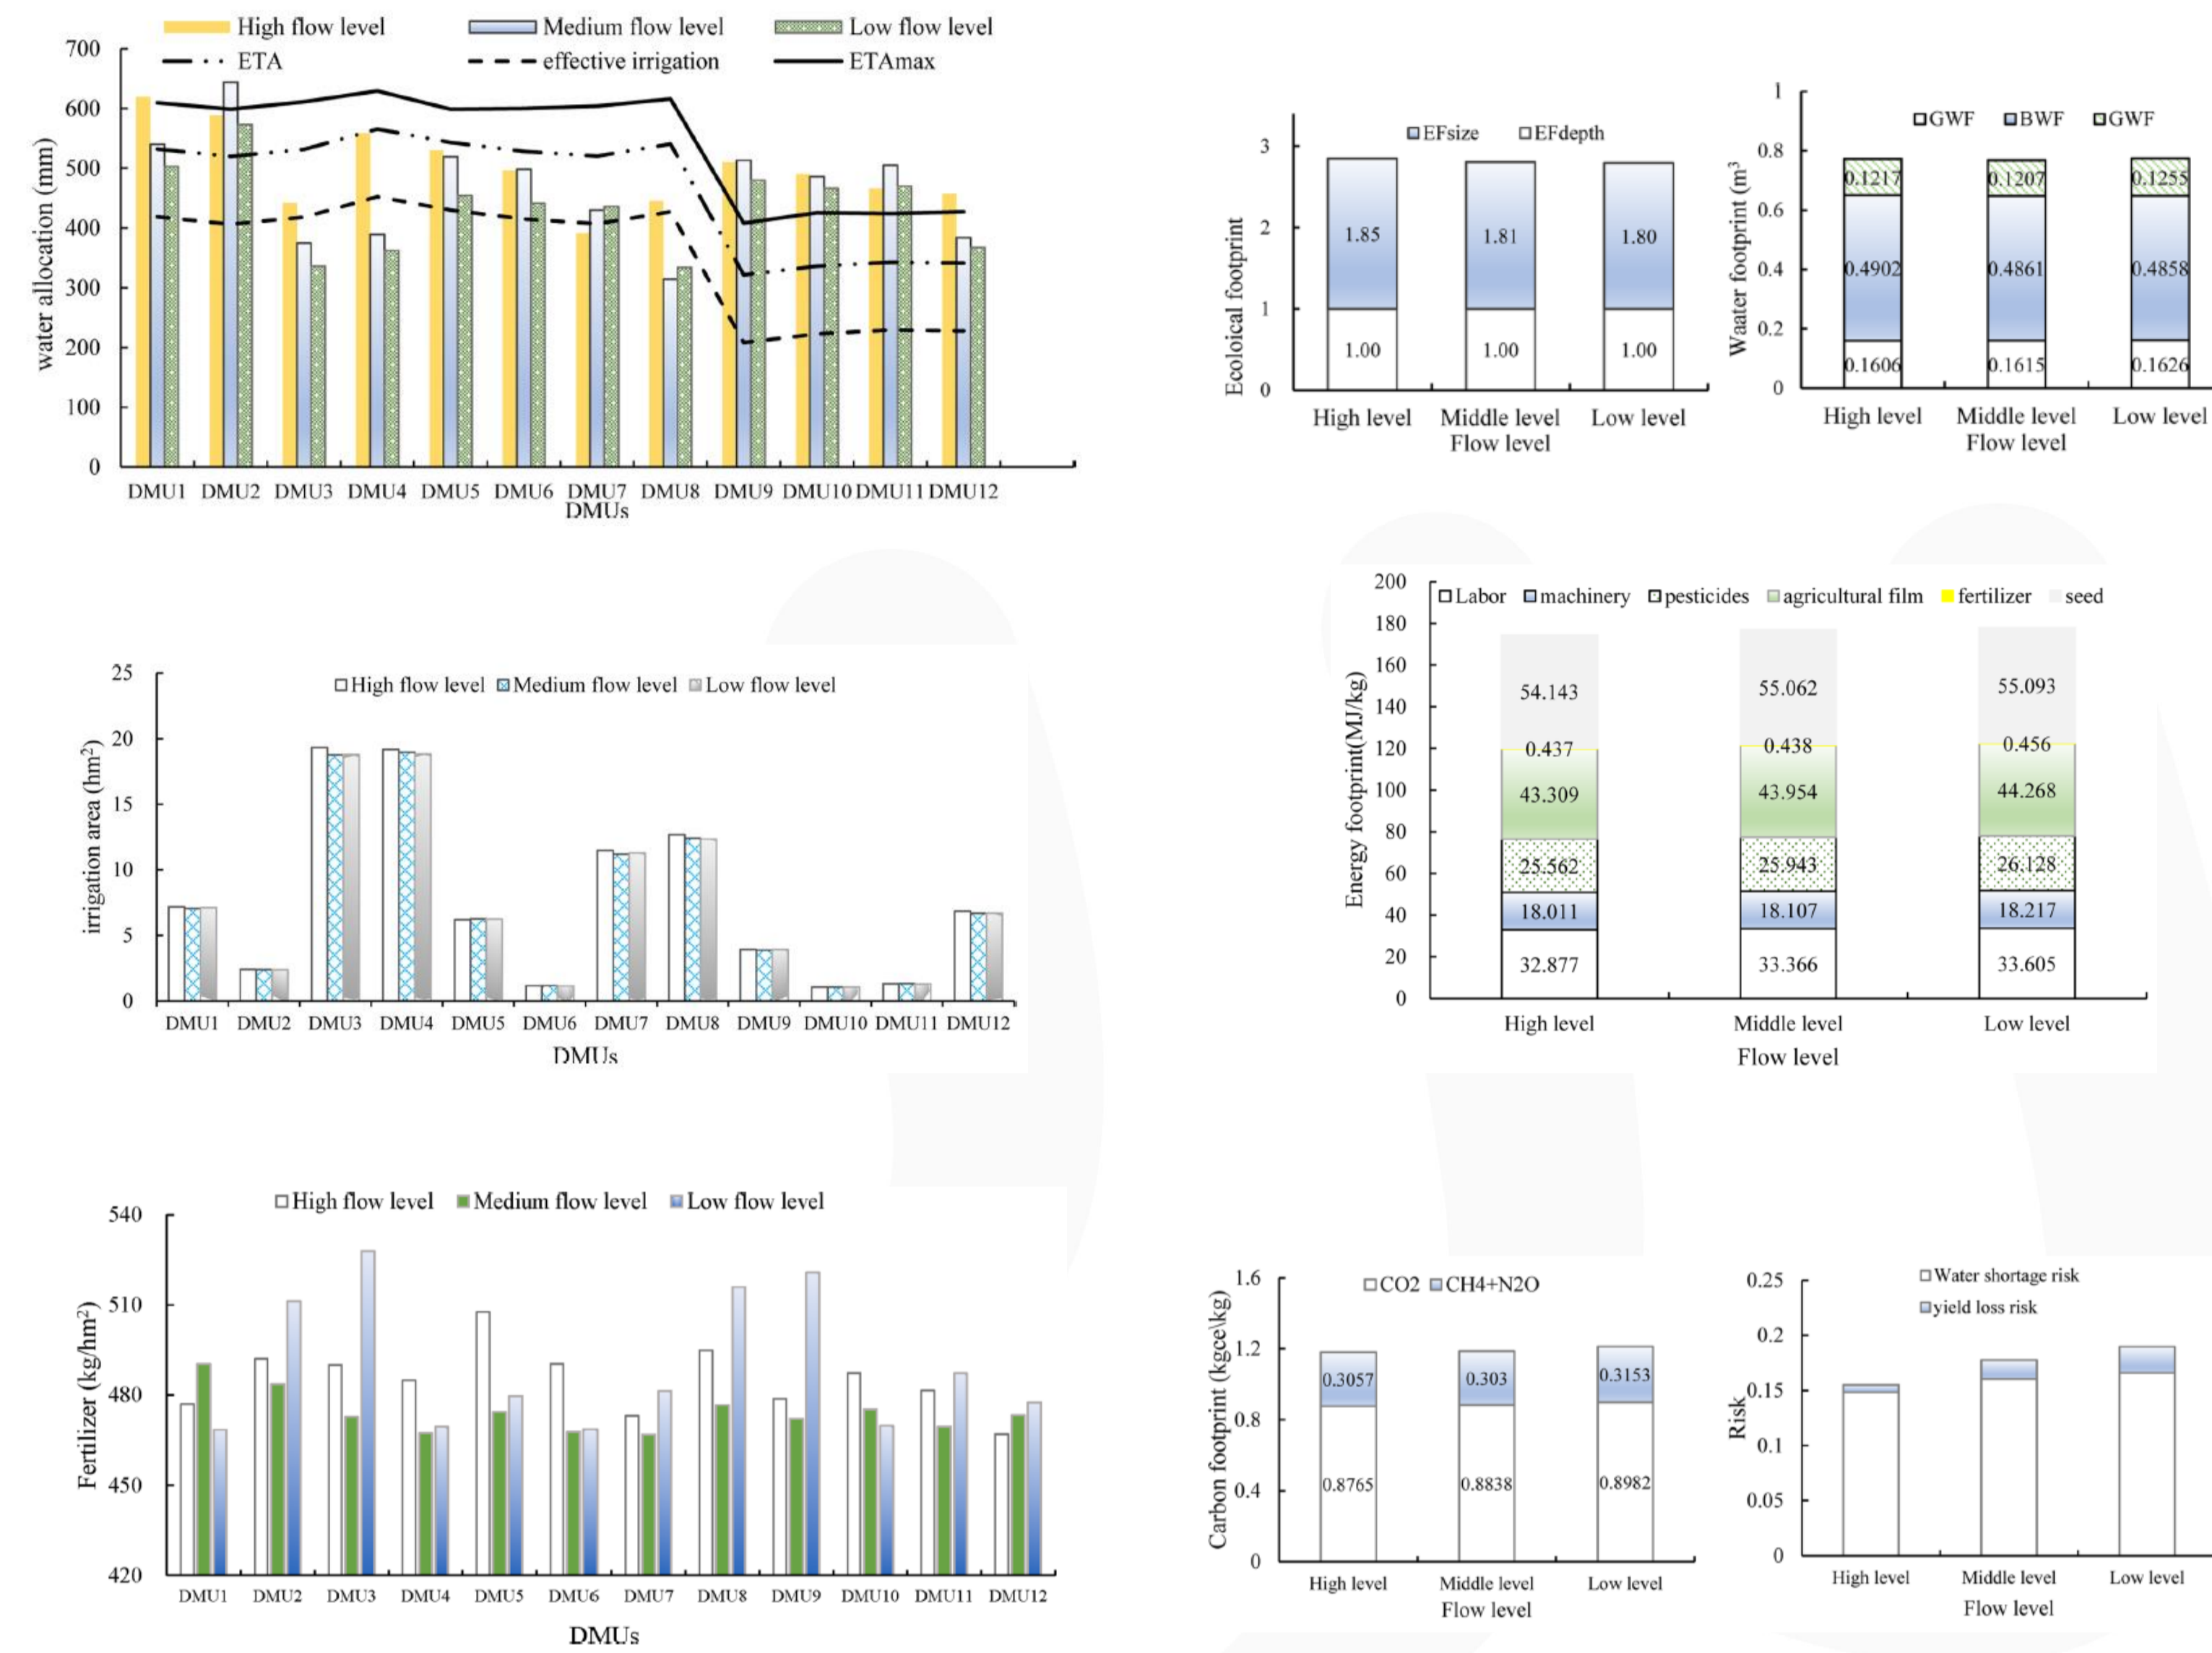 High flow level Medium flow level Low flow level
ETA effective irrigation ETAmax
water allocation (mm)
700
600
500
400
300
200
100
0
DMU1 DMU2 DMU3 DMU4 DMU5 DMU6 DMU7 DMU8 DMU9 DMU10 DMU11 DMU12
DMUs
EFsize EFdepth
Ecoloical footprint
3
2
1
0
1.85 1.81 1.80
1.00 1.00 1.00
High level Middle level Low level
Flow level
GWF BWF GWF
Waater footprint (m³
1
0.8
0.6
0.4
0.2
0
0.1217 0.1207 0.1255
0.4902 0.4861 0.4858
0.1606 0.1615 0.1626
High level Middle level Low level
Flow level
High flow level Medium flow level Low flow level
irrigation area (hm²)
25
20
15
10
5
0
DMU1 DMU2 DMU3 DMU4 DMU5 DMU6 DMU7 DMU8 DMU9 DMU10 DMU11 DMU12
DMUs
Labor machinery pesticides agricultural film fertilizer seed
Energy footprint(MJ/kg)
200
180
160
140
120
100
80
60
40
20
0
54.143 55.062 55.093
0.437 0.438 0.456
43.309 43.954 44.268
25.562 25.943 26.128
18.011 18.107 18.217
32.877 33.366 33.605
High level Middle level Low level
Flow level
High flow level Medium flow level Low flow level
Fertilizer (kg/hm²)
540
510
480
450
420
DMU1 DMU2 DMU3 DMU4 DMU5 DMU6 DMU7 DMU8 DMU9 DMU10 DMU11 DMU12
DMUs
CO2 CH4+N2O
Carbon footprint (kgce\kg)
1.6
1.2
0.8
0.4
0
0.3057 0.303 0.3153
0.8765 0.8838 0.8982
High level Middle level Low level
Flow level
Water shortage risk
yield loss risk
Risk
0.25
0.2
0.15
0.1
0.05
0
High level Middle level Low level
Flow level